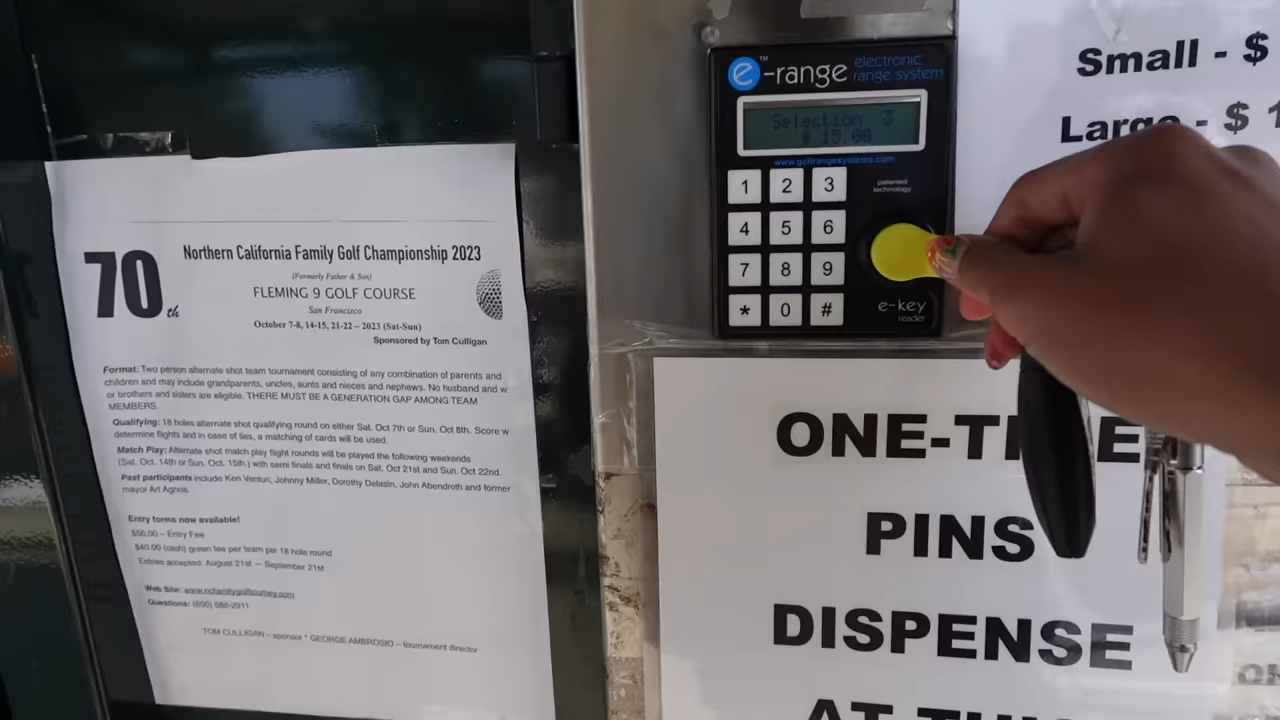 70th
Northern California Family Golf Championship 2023
(Formerly Father & Son)
FLEMING 9 GOLF COURSE
San Francisco
October 7-8, 14-15, 21-22 – 2023 (Sat-Sun)
Sponsored by Tom Culligan
Format: Two person alternate shot team tournament consisting of any combination of parents and
children and may include grandparents, uncles, aunts and nieces and nephews. No husband and w
or brothers and sisters are eligible. THERE MUST BE A GENERATION GAP AMONG TEAM
MEMBERS.
Qualifying: 18 holes alternate shot qualifying round on either Sat. Oct 7th or Sun. Oct 8th. Score w
determine flights and in case of ties, a matching of cards will be used.
Match Play: Alternate shot match play flight rounds will be played the following weekends
(Sat. Oct. 14th or Sun. Oct. 15th.) with semi finals and finals on Sat. Oct 21st and Sun. Oct 22nd.
Past participants include Ken Venturi, Johnny Miller, Dorothy Delasin, John Abendroth and former
mayor Art Agnos.
Entry forms now available!
$50.00 – Entry Fee
$40.00 (cash) green fee per team per 18 hole round
Entries accepted: August 21st — September 21st
Web Site:
Questions: (650) 588-2911
TOM CULLIGAN – sponsor * GEORGE AMBROSIO – tournament director
e-range™ electronic
range system
Selection 3
$ 15.00
www.golfrangesystems.com
patented
technology
1 2 3
4 5 6
7 8 9
* 0 #
e-key
reader
Small - $
Large - $ 1
ONE-TIME
PINS
DISPENSE
AT THIS